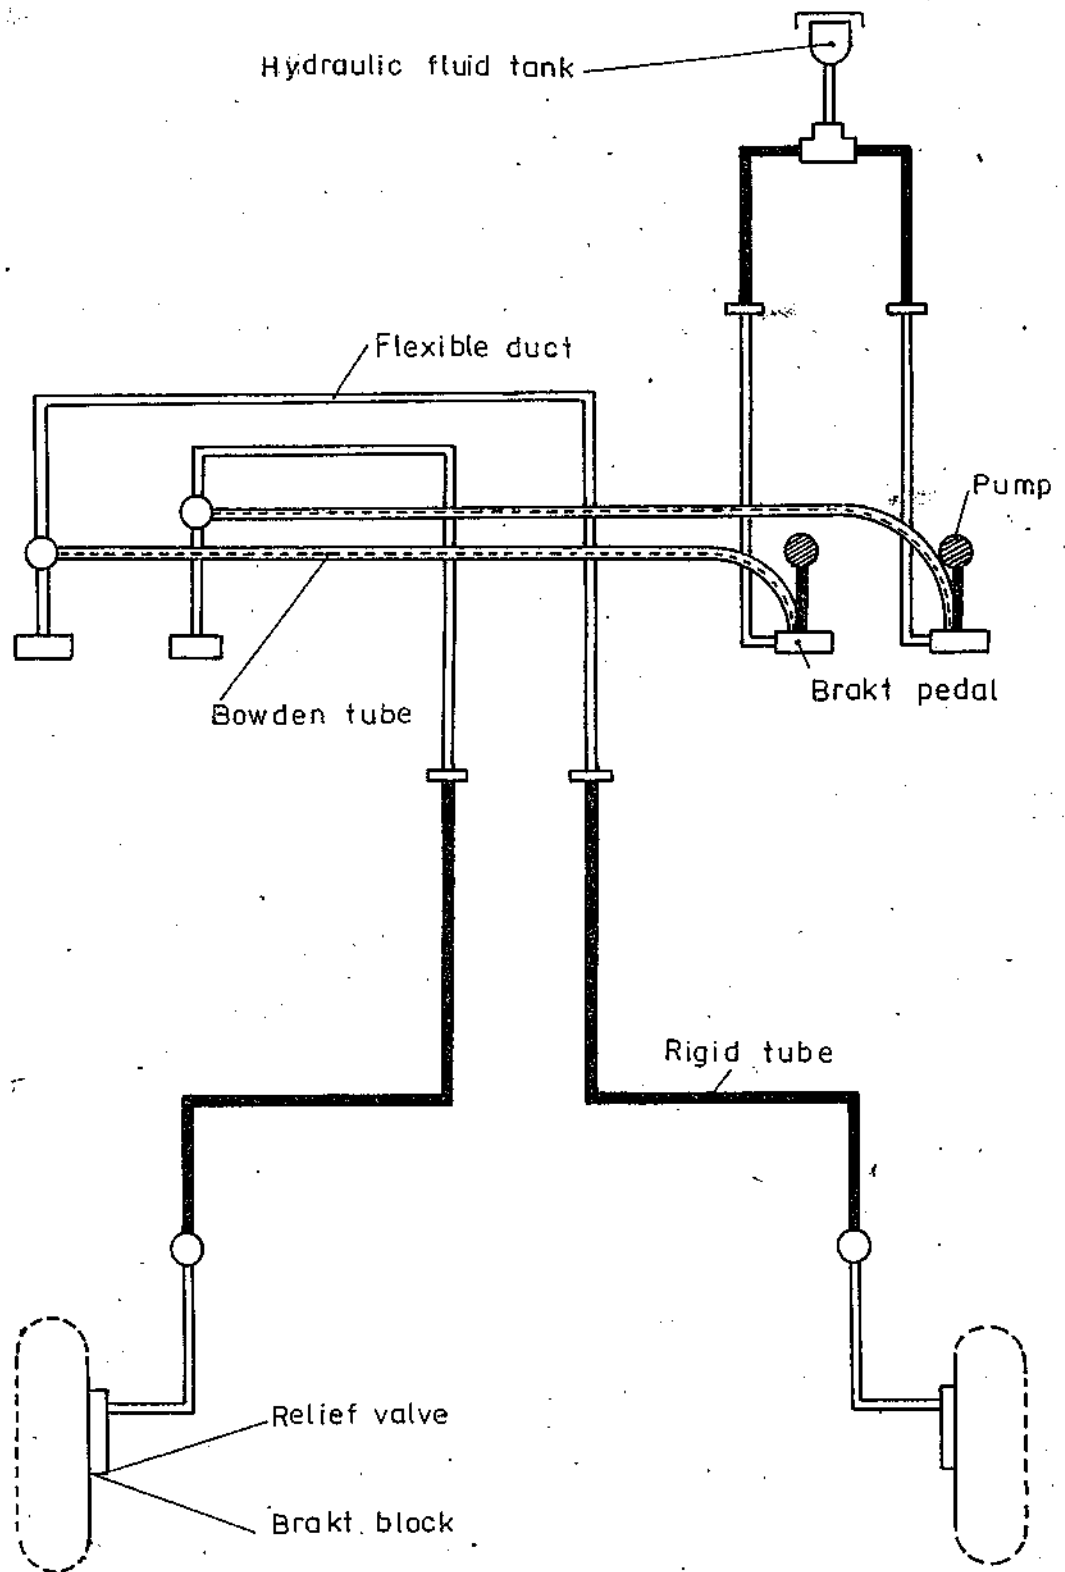 Hydraulic fluid tank
Flexible duct
Pump
Brakt pedal
Bowden tube
Rigid tube
Relief valve
Brakt block